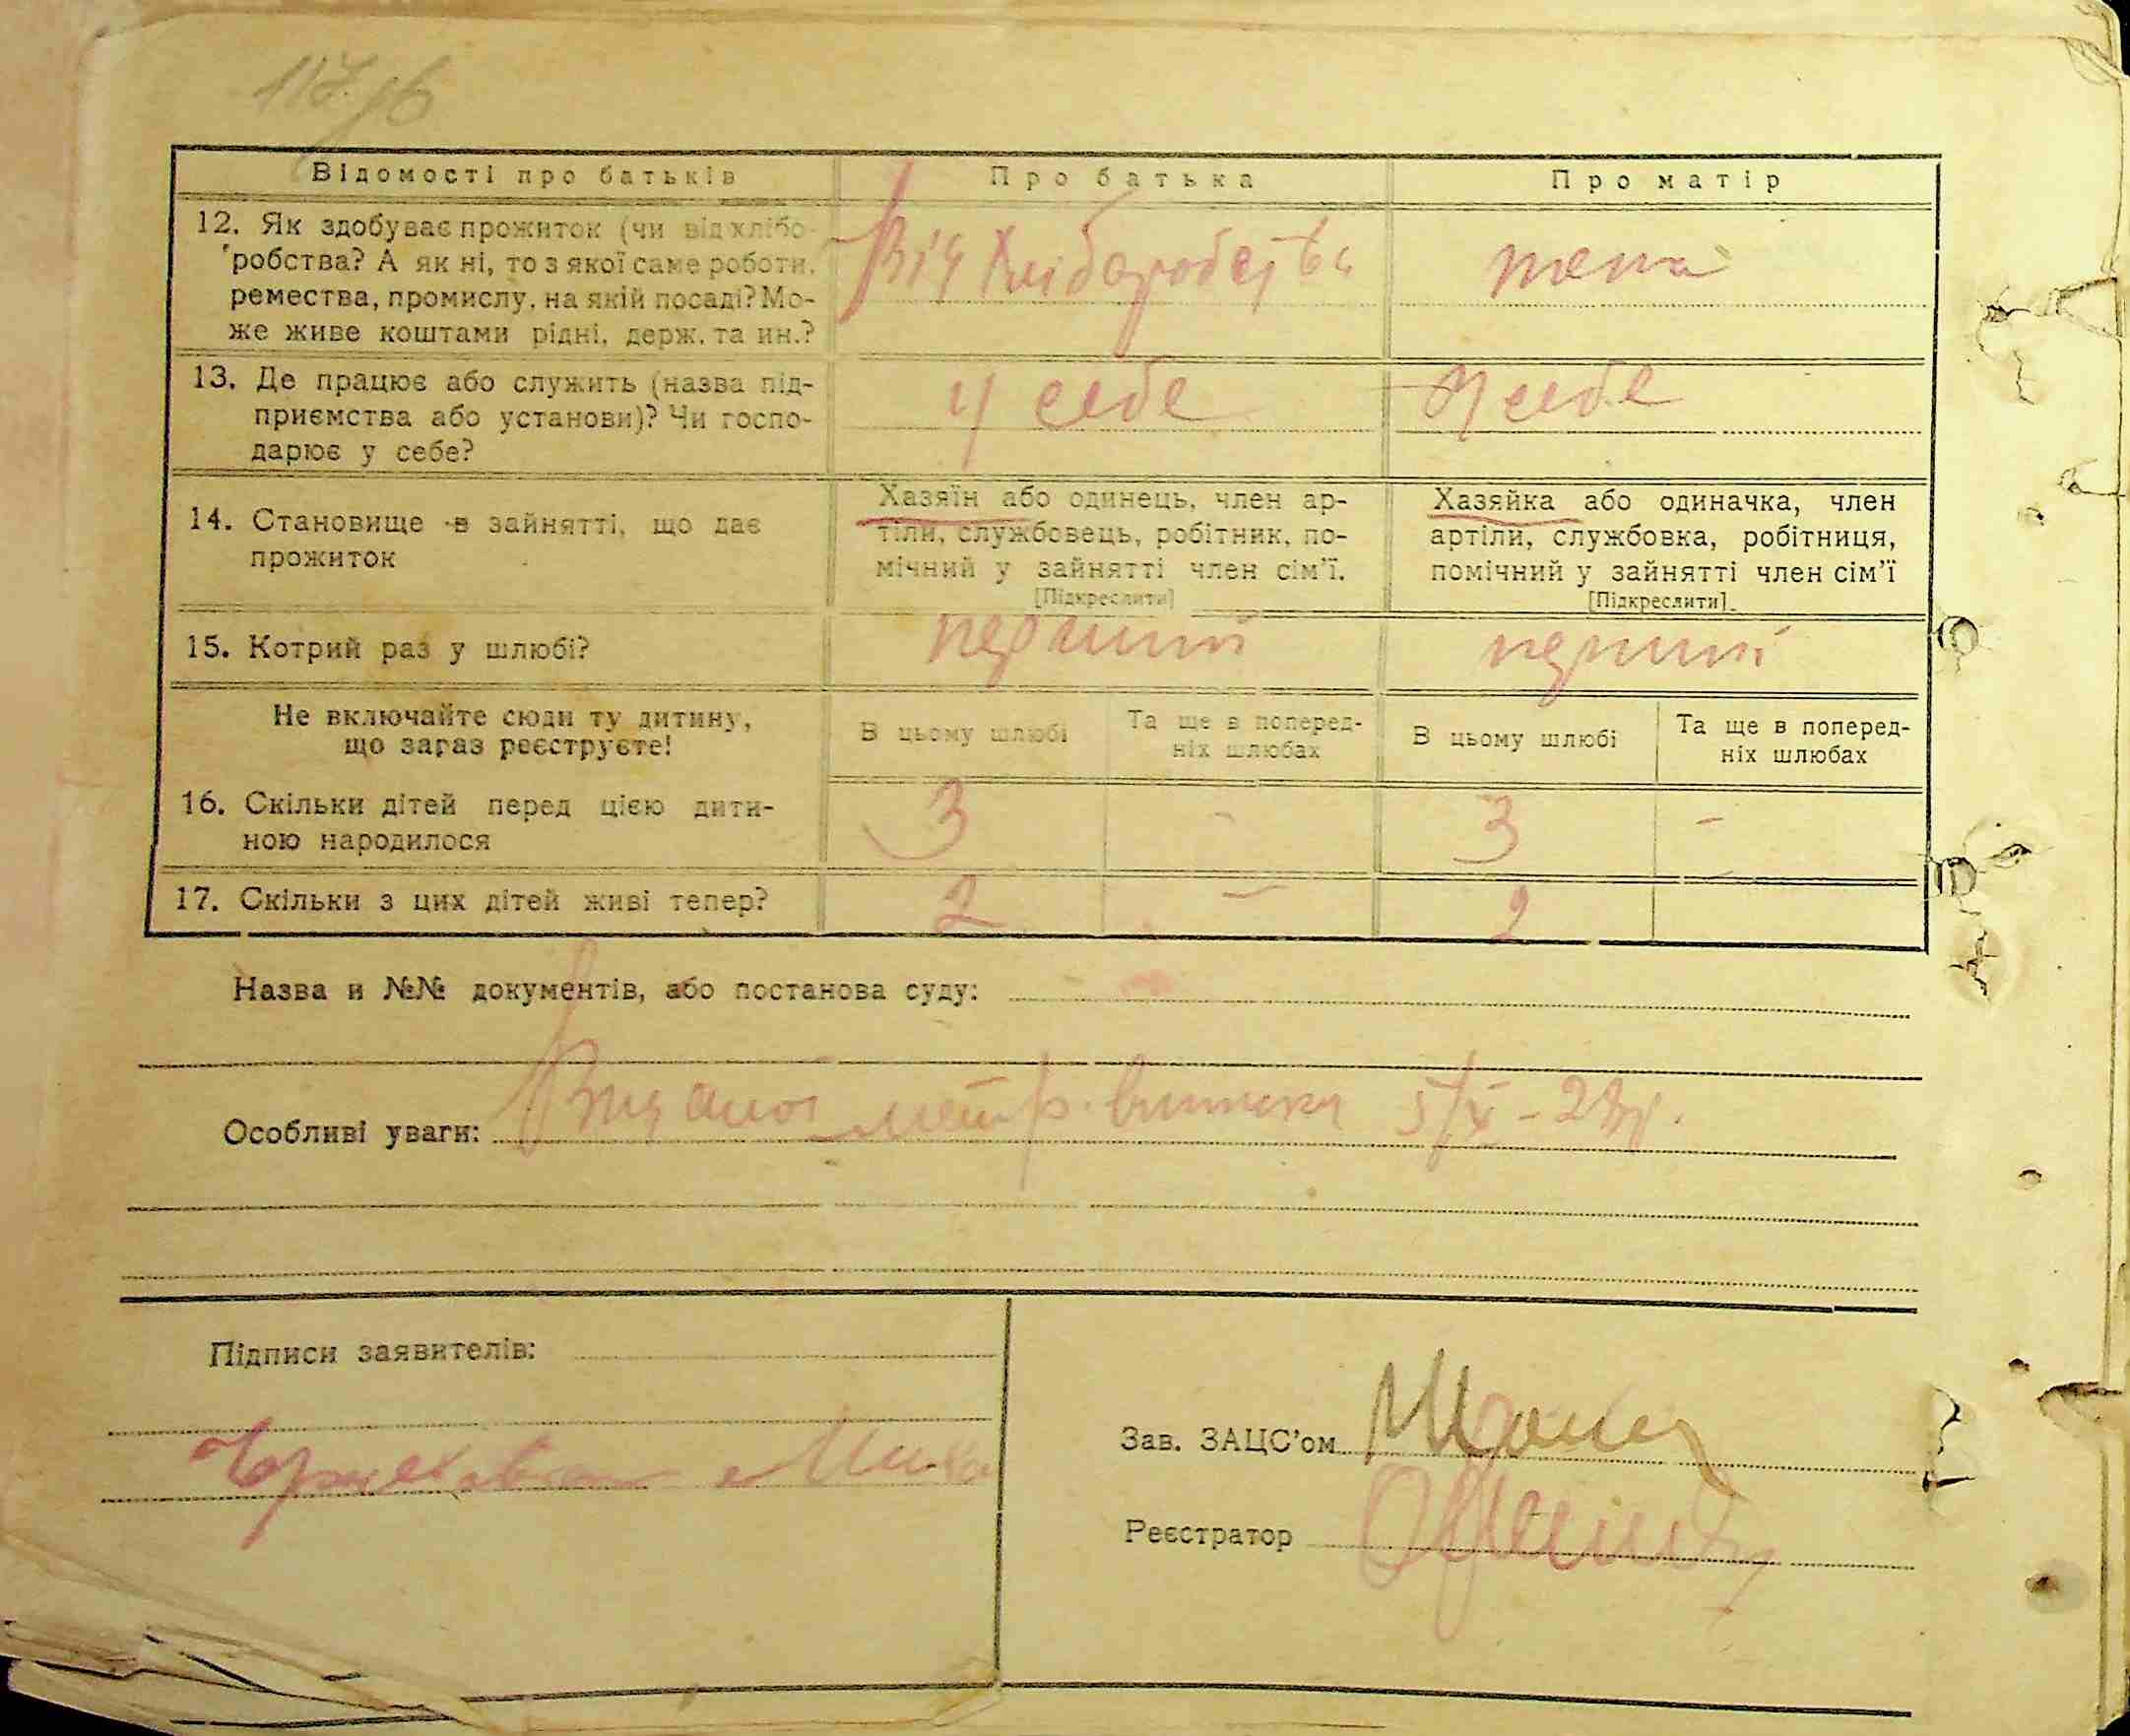 Відомості про батьків
Про батька
Про матір
12. Як здобуває прожиток (чи від хлібо-
робства? А як ні, то з якої саме роботи,
ремества, промислу, на якій посаді? Мо-
же живе коштами рідні, держ. та ин.?
Від хліборобства
тета
13. Де працює або служить (назва під-
приємства або установи)? Чи госпо-
дарює у себе?
У себе
У себе
14. Становище в зайнятті, що дає
прожиток
Хазяїн або одинець, член ар-
тіли, службовець, робітник, по-
мічний у зайнятті член сім'ї.
[Підкреслити]
Хазяйка або одиначка, член
артіли, службовка, робітниця,
помічний у зайнятті член сім'ї
[Підкреслити].
15. Котрий раз у шлюбі?
перший
перший
Не включайте сюди ту дитину,
що зараз реєструєте!
В цьому шлюбі
Та ще в поперед-
ніх шлюбах
В цьому шлюбі
Та ще в поперед-
ніх шлюбах
16. Скільки дітей перед цією дити-
ною народилося
3 - 3 -
17. Скільки з цих дітей живі тепер?
2 - 2
Назва и №№ документів, або постанова суду:
Особливі уваги:
Підписи заявителів:
Зав. ЗАЦС'ом
Реєстратор